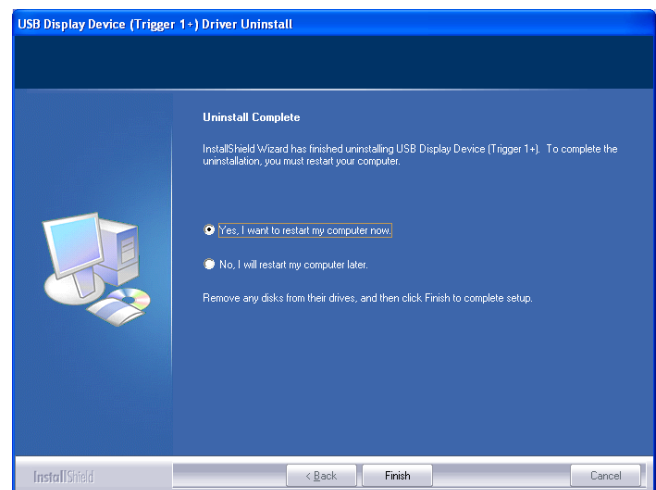 USB Display Device (Trigger 1+) Driver Uninstall
Uninstall Complete
InstallShield Wizard has finished uninstalling USB Display Device (Trigger 1+). To complete the
uninstallation, you must restart your computer.
Yes, I want to restart my computer now.
No, I will restart my computer later.
Remove any disks from their drives, and then click Finish to complete setup.
InstallShield
< Back
Finish
Cancel